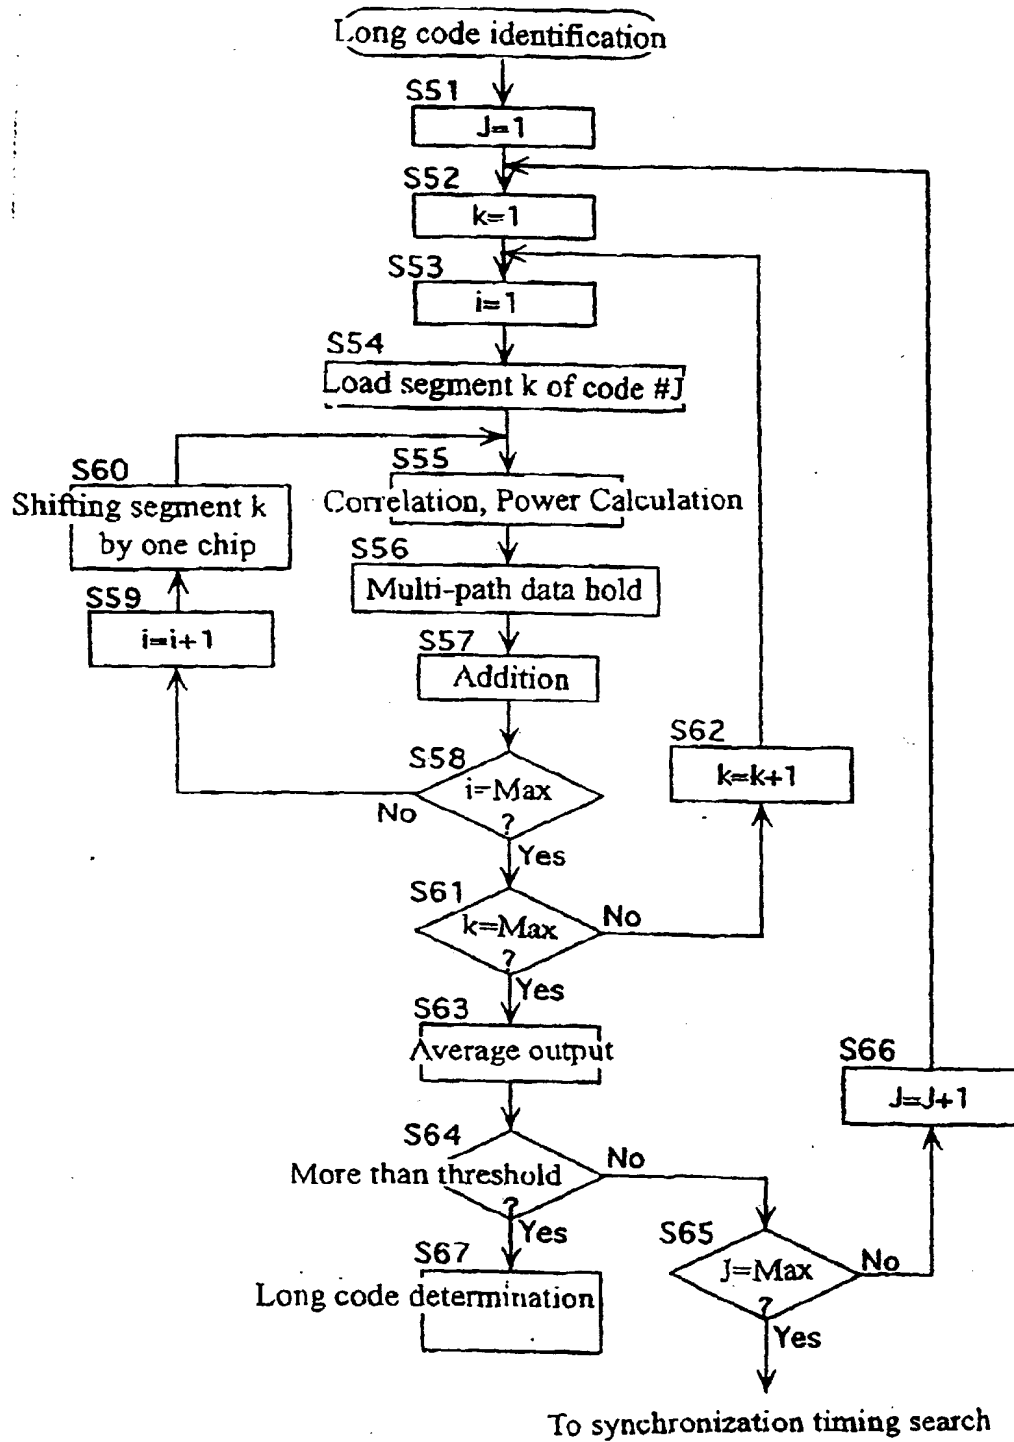 Long code identification
S51
J=1
S52
k=1
S53
i=1
S54
Load segment k of code #J
S60
Shifting segment k
by one chip
S55
Correlation, Power Calculation
S56
Multi-path data hold
S59
i=i+1
S57
Addition
S58
i=Max
?
No
Yes
S62
k=k+1
S61
k=Max
?
No
Yes
S63
Average output
S66
J=J+1
S64
More than threshold
?
No
Yes
S65
J=Max
?
No
Yes
S67
Long code determination
To synchronization timing search